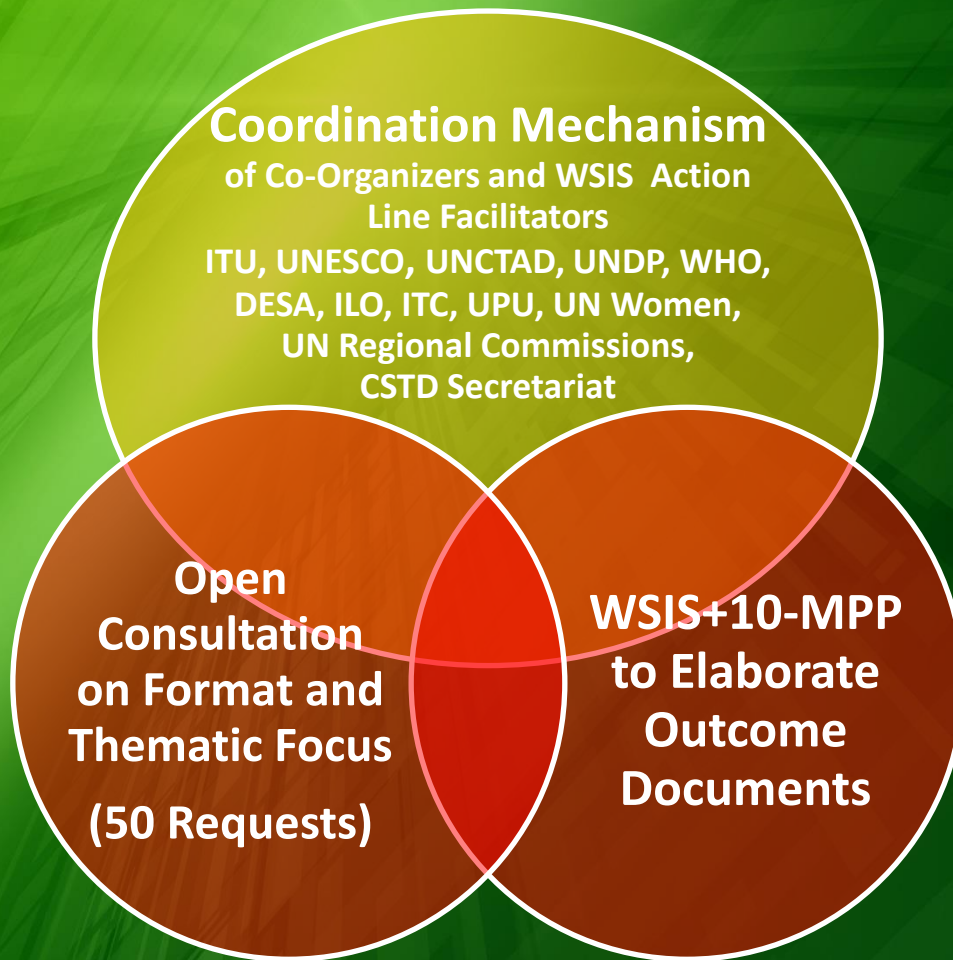 Coordination Mechanism
of Co-Organizers and WSIS Action
Line Facilitators
ITU, UNESCO, UNCTAD, UNDP, WHO,
DESA, ILO, ITC, UPU, UN Women,
UN Regional Commissions,
CSTD Secretariat
Open
Consultation
on Format and
Thematic Focus
(50 Requests)
WSIS+10-MPP
to Elaborate
Outcome
Documents